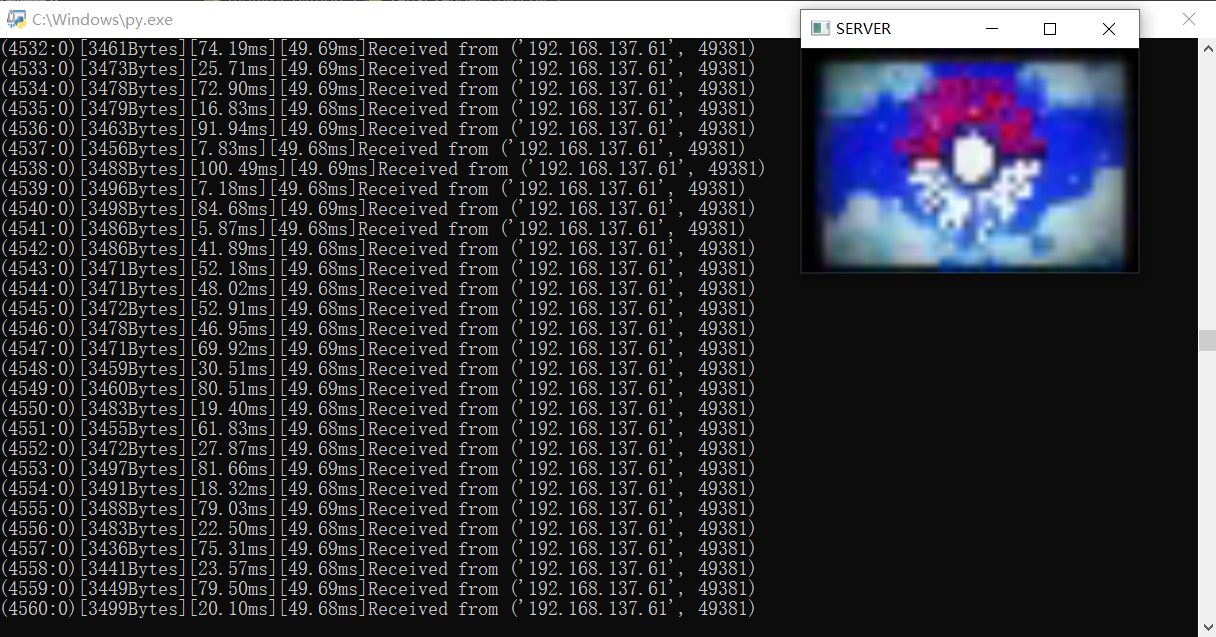 C:\Windows\py.exe
SERVER
(4532:0)[3461Bytes][74.19ms][49.69ms]Received from ('192.168.137.61', 49381)
(4533:0)[3473Bytes][25.71ms][49.69ms]Received from ('192.168.137.61', 49381)
(4534:0)[3478Bytes][72.90ms][49.69ms]Received from ('192.168.137.61', 49381)
(4535:0)[3479Bytes][16.83ms][49.69ms]Received from ('192.168.137.61', 49381)
(4536:0)[3463Bytes][91.94ms][49.69ms]Received from ('192.168.137.61', 49381)
(4537:0)[3456Bytes][7.83ms][49.68ms]Received from ('192.168.137.61', 49381)
(4538:0)[3488Bytes][100.49ms][49.69ms]Received from ('192.168.137.61', 49381)
(4539:0)[3496Bytes][7.18ms][49.68ms]Received from ('192.168.137.61', 49381)
(4540:0)[3498Bytes][84.68ms][49.69ms]Received from ('192.168.137.61', 49381)
(4541:0)[3486Bytes][5.87ms][49.68ms]Received from ('192.168.137.61', 49381)
(4542:0)[3486Bytes][41.89ms][49.68ms]Received from ('192.168.137.61', 49381)
(4543:0)[3471Bytes][52.18ms][49.68ms]Received from ('192.168.137.61', 49381)
(4544:0)[3471Bytes][48.02ms][49.68ms]Received from ('192.168.137.61', 49381)
(4545:0)[3472Bytes][52.91ms][49.68ms]Received from ('192.168.137.61', 49381)
(4546:0)[3478Bytes][46.95ms][49.68ms]Received from ('192.168.137.61', 49381)
(4547:0)[3471Bytes][69.92ms][49.69ms]Received from ('192.168.137.61', 49381)
(4548:0)[3459Bytes][30.51ms][49.68ms]Received from ('192.168.137.61', 49381)
(4549:0)[3460Bytes][80.51ms][49.69ms]Received from ('192.168.137.61', 49381)
(4550:0)[3483Bytes][19.40ms][49.68ms]Received from ('192.168.137.61', 49381)
(4551:0)[3455Bytes][61.83ms][49.68ms]Received from ('192.168.137.61', 49381)
(4552:0)[3472Bytes][27.87ms][49.68ms]Received from ('192.168.137.61', 49381)
(4553:0)[3497Bytes][81.66ms][49.69ms]Received from ('192.168.137.61', 49381)
(4554:0)[3491Bytes][18.32ms][49.68ms]Received from ('192.168.137.61', 49381)
(4555:0)[3488Bytes][79.03ms][49.69ms]Received from ('192.168.137.61', 49381)
(4556:0)[3483Bytes][22.50ms][49.68ms]Received from ('192.168.137.61', 49381)
(4557:0)[3436Bytes][75.31ms][49.69ms]Received from ('192.168.137.61', 49381)
(4558:0)[3441Bytes][23.57ms][49.68ms]Received from ('192.168.137.61', 49381)
(4559:0)[3449Bytes][79.50ms][49.69ms]Received from ('192.168.137.61', 49381)
(4560:0)[3499Bytes][20.10ms][49.68ms]Received from ('192.168.137.61', 49381)